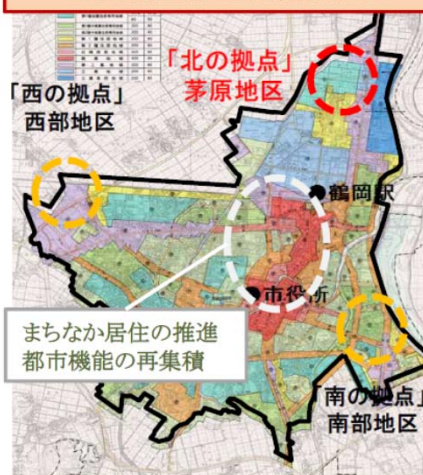 「北の拠点」
茅原地区
「西の拠点」
西部地区
鶴岡駅
市役所
まちなか居住の推進
都市機能の再集積
「南の拠点」
南部地区